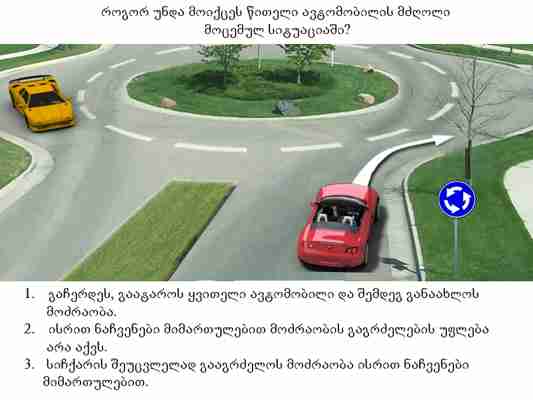 როგორ უნდა მოიქცეს წითელი ავტომობილის მძღოლი
მოცემულ სიტუაციაში?
1. გაჩერდეს, გაატაროს ყვითელი ავტომობილი და შემდეგ განაახლოს
მოძრაობა.
2. ისრით ნაჩვენები მიმართულებით მოძრაობის გაგრძელების უფლება
არა აქვს.
3. სიჩქარის შეუცვლელად გააგრძელოს მოძრაობა ისრით ნაჩვენები
მიმართულებით.